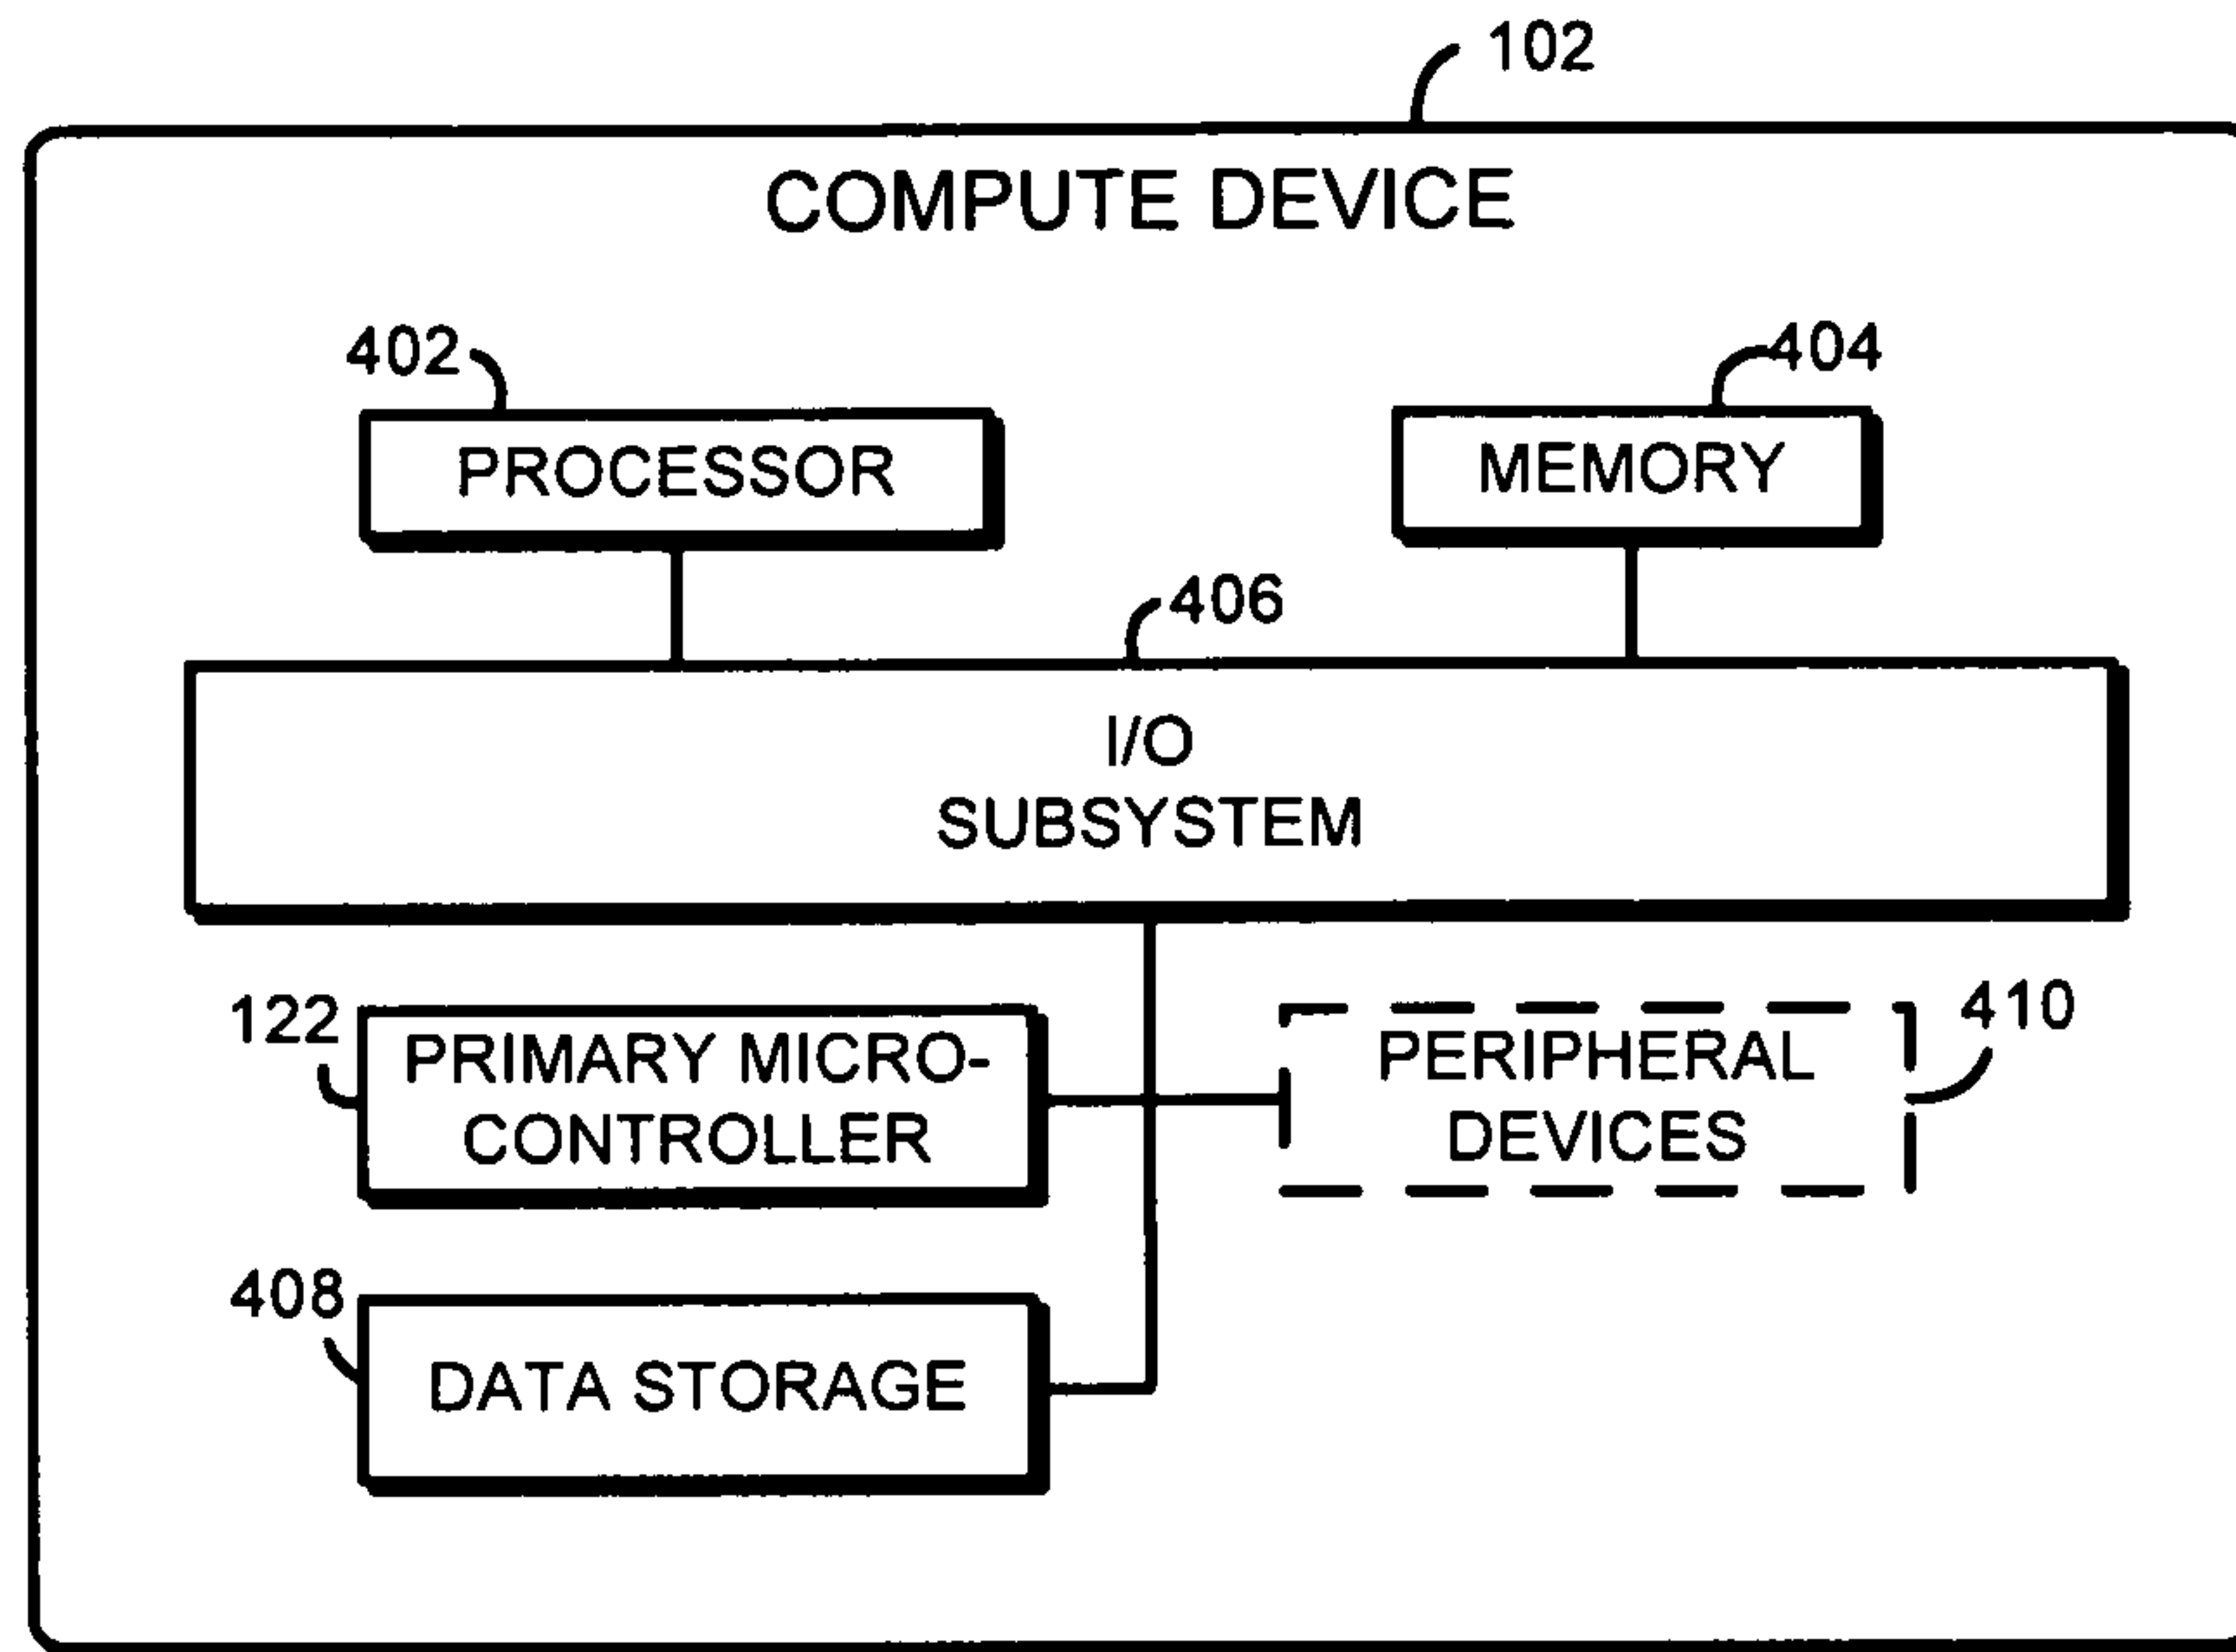 102
COMPUTE DEVICE
402
404
PROCESSOR
MEMORY
406
I/O
SUBSYSTEM
122
PRIMARY MICRO-
CONTROLLER
PERIPHERAL
DEVICES
410
408
DATA STORAGE